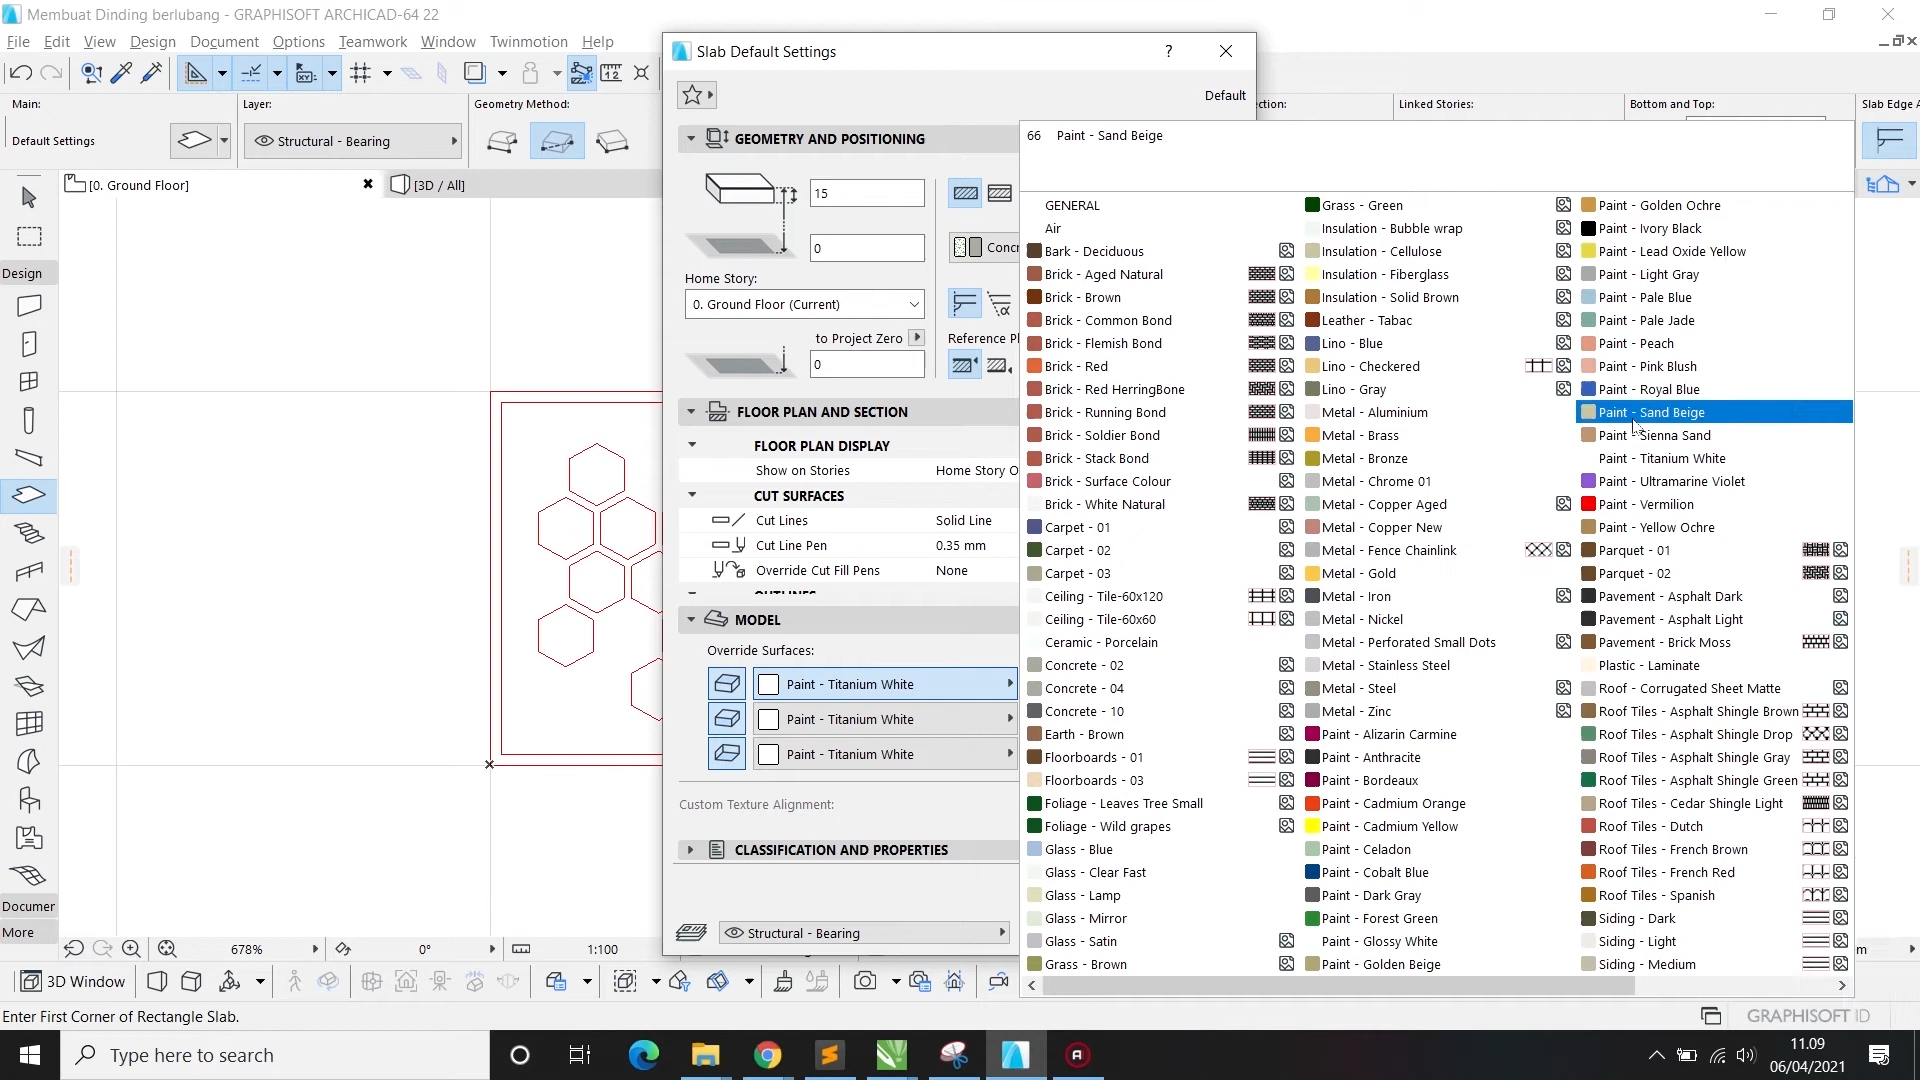 Membuat Dinding berlubang - GRAPHISOFT ARCHICAD-64 22
File Edit View Design Document Options Teamwork Window Twinmotion Help
Main:
Layer:
Geometry Method:
Default Settings
Structural - Bearing
[0. Ground Floor]
[3D / All]
ction:
Linked Stories:
Bottom and Top:
Slab Edge A
Design
Documer
More
Slab Default Settings
?
Default
GEOMETRY AND POSITIONING
15
0
Concr
Home Story:
0. Ground Floor (Current)
to Project Zero
Reference Pl
0
FLOOR PLAN AND SECTION
FLOOR PLAN DISPLAY
Show on Stories Home Story O
CUT SURFACES
Cut Lines Solid Line
Cut Line Pen 0.35 mm
Override Cut Fill Pens None
OUTLINES
MODEL
Override Surfaces:
Paint - Titanium White
Paint - Titanium White
Paint - Titanium White
Custom Texture Alignment:
CLASSIFICATION AND PROPERTIES
Structural - Bearing
66 Paint - Sand Beige
GENERAL
Air
Bark - Deciduous
Brick - Aged Natural
Brick - Brown
Brick - Common Bond
Brick - Flemish Bond
Brick - Red
Brick - Red HerringBone
Brick - Running Bond
Brick - Soldier Bond
Brick - Stack Bond
Brick - Surface Colour
Brick - White Natural
Carpet - 01
Carpet - 02
Carpet - 03
Ceiling - Tile-60x120
Ceiling - Tile-60x60
Ceramic - Porcelain
Concrete - 02
Concrete - 04
Concrete - 10
Earth - Brown
Floorboards - 01
Floorboards - 03
Foliage - Leaves Tree Small
Foliage - Wild grapes
Glass - Blue
Glass - Clear Fast
Glass - Lamp
Glass - Mirror
Glass - Satin
Grass - Brown
Grass - Green
Insulation - Bubble wrap
Insulation - Cellulose
Insulation - Fiberglass
Insulation - Solid Brown
Leather - Tabac
Lino - Blue
Lino - Checkered
Lino - Gray
Metal - Aluminium
Metal - Brass
Metal - Bronze
Metal - Chrome 01
Metal - Copper Aged
Metal - Copper New
Metal - Fence Chainlink
Metal - Gold
Metal - Iron
Metal - Nickel
Metal - Perforated Small Dots
Metal - Stainless Steel
Metal - Steel
Metal - Zinc
Paint - Alizarin Carmine
Paint - Anthracite
Paint - Bordeaux
Paint - Cadmium Orange
Paint - Cadmium Yellow
Paint - Celadon
Paint - Cobalt Blue
Paint - Dark Gray
Paint - Forest Green
Paint - Glossy White
Paint - Golden Beige
Paint - Golden Ochre
Paint - Ivory Black
Paint - Lead Oxide Yellow
Paint - Light Gray
Paint - Pale Blue
Paint - Pale Jade
Paint - Peach
Paint - Pink Blush
Paint - Royal Blue
Paint - Sand Beige
Paint - Sienna Sand
Paint - Titanium White
Paint - Ultramarine Violet
Paint - Vermilion
Paint - Yellow Ochre
Parquet - 01
Parquet - 02
Pavement - Asphalt Dark
Pavement - Asphalt Light
Pavement - Brick Moss
Plastic - Laminate
Roof - Corrugated Sheet Matte
Roof Tiles - Asphalt Shingle Brown
Roof Tiles - Asphalt Shingle Drop
Roof Tiles - Asphalt Shingle Gray
Roof Tiles - Asphalt Shingle Green
Roof Tiles - Cedar Shingle Light
Roof Tiles - Dutch
Roof Tiles - French Brown
Roof Tiles - French Red
Roof Tiles - Spanish
Siding - Dark
Siding - Light
Siding - Medium
678% 0° 1:100
m
3D Window
Enter First Corner of Rectangle Slab.
GRAPHISOFT ID
Type here to search
11.09
06/04/2021